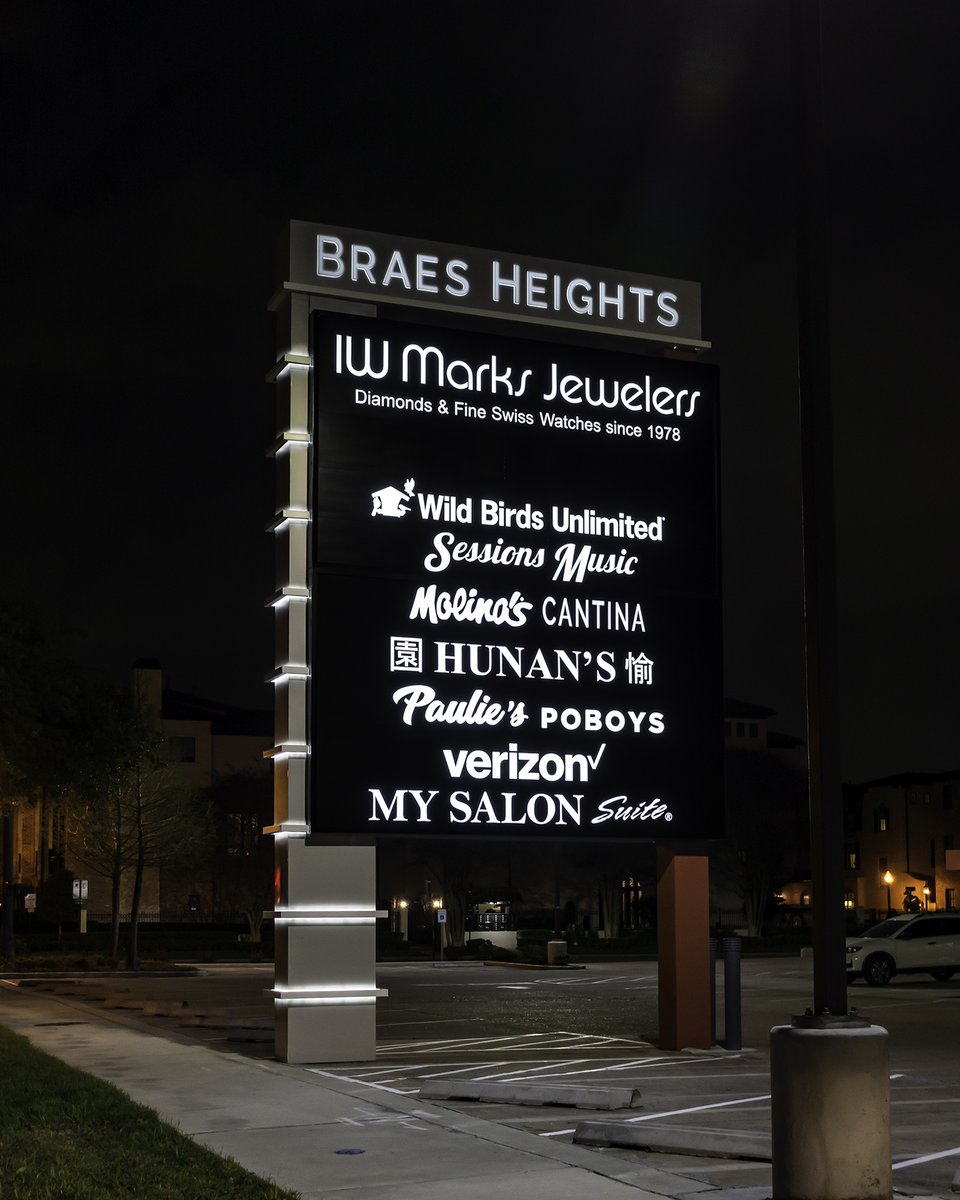 BRAES HEIGHTS
IW Marks Jewelers
Diamonds & Fine Swiss Watches since 1978
Wild Birds Unlimited
Sessions Music
Molina's CANTINA
園 HUNAN'S 愉
Paulie's POBOYS
verizon✓
MY SALON Suite®